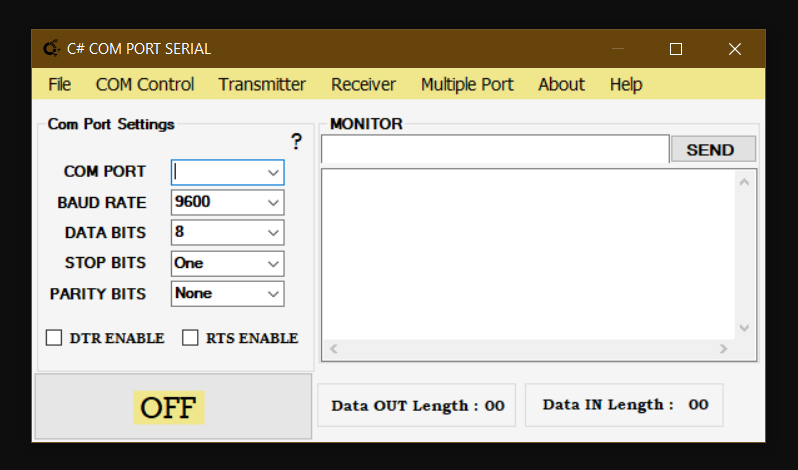 C# COM PORT SERIAL
File COM Control Transmitter Receiver Multiple Port About Help
Com Port Settings
?
COM PORT
BAUD RATE 9600
DATA BITS 8
STOP BITS One
PARITY BITS None
DTR ENABLE RTS ENABLE
OFF
MONITOR
SEND
Data OUT Length : 00
Data IN Length : 00